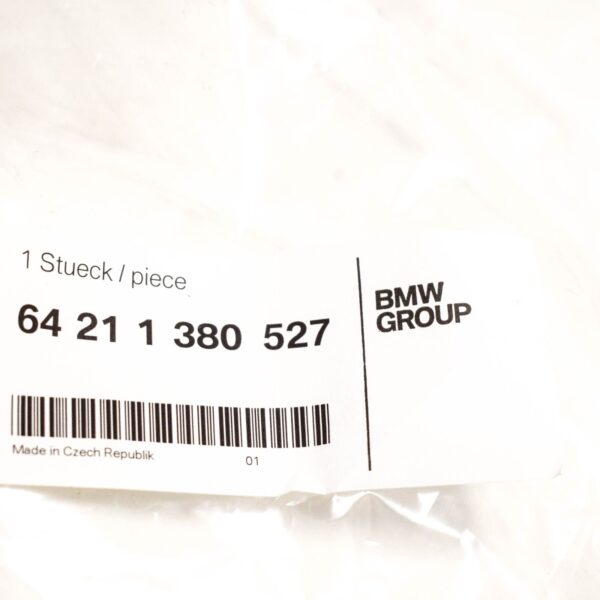 1 Stueck / piece
64 21 1 380 527
Made in Czech Republik
01
BMW
GROUP